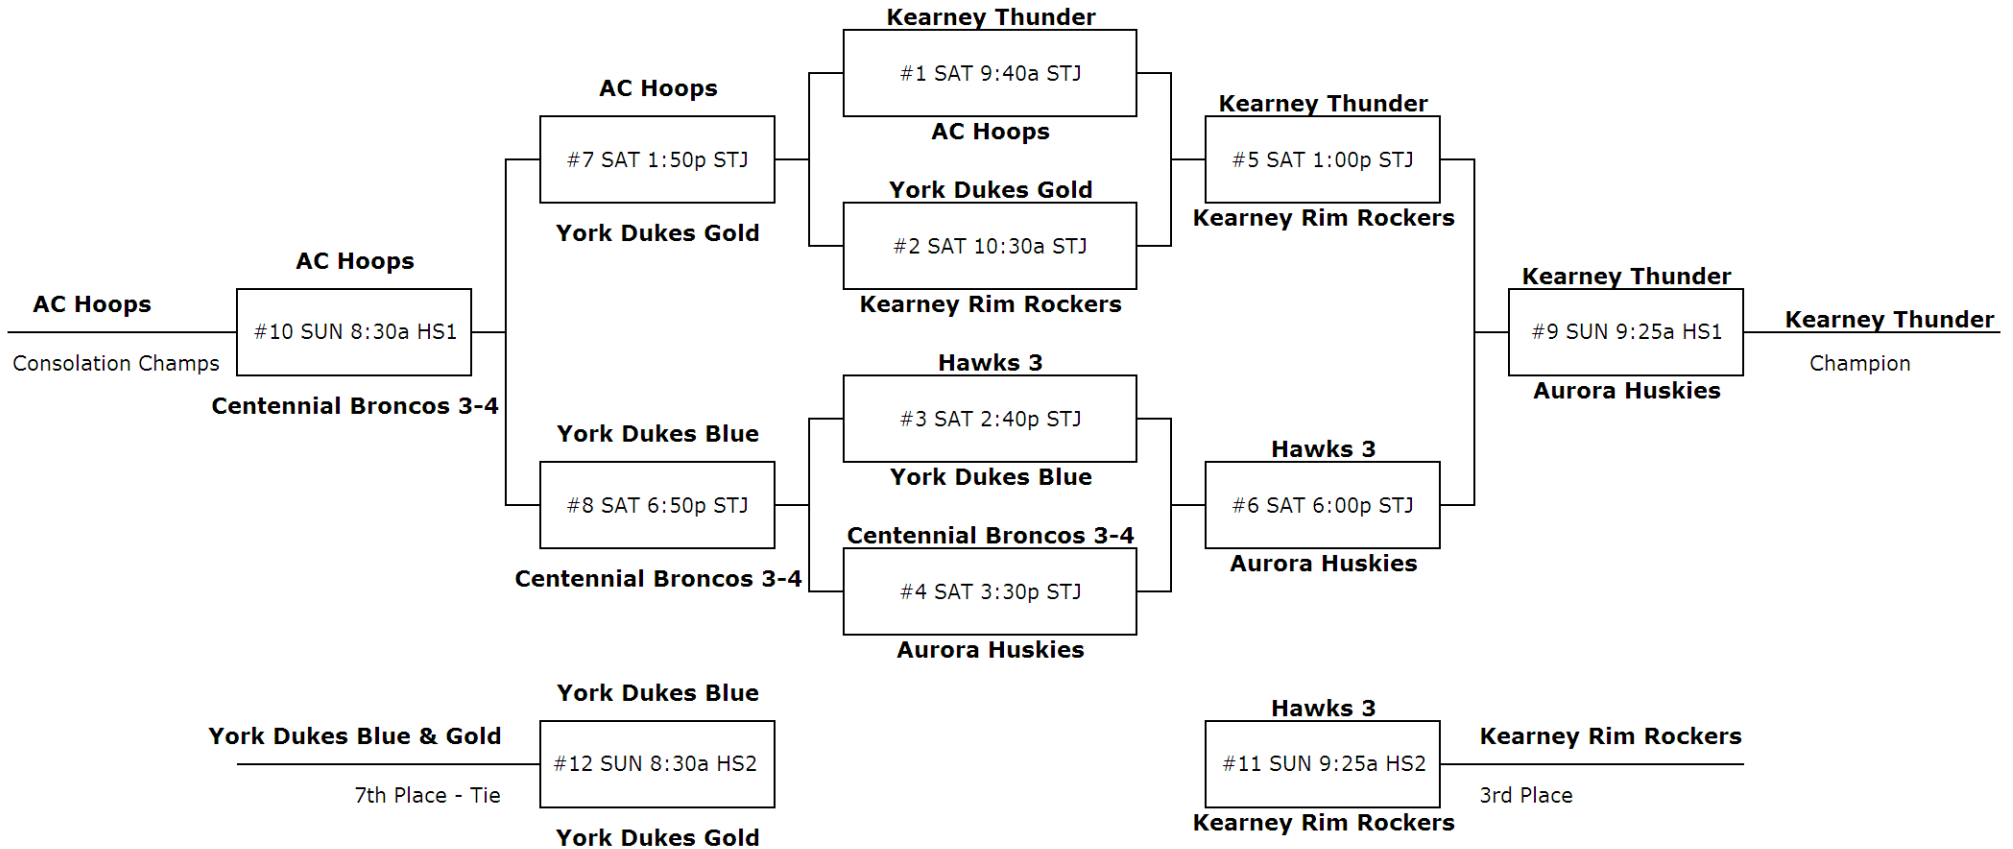 Kearney Thunder
#1 SAT 9:40a STJ
AC Hoops
AC Hoops
Kearney Thunder
#7 SAT 1:50p STJ
#5 SAT 1:00p STJ
York Dukes Gold
York Dukes Gold
Kearney Rim Rockers
#2 SAT 10:30a STJ
AC Hoops
Kearney Thunder
AC Hoops
Kearney Rim Rockers
#10 SUN 8:30a HS1
#9 SUN 9:25a HS1
Kearney Thunder
Consolation Champs
Hawks 3
Champion
Centennial Broncos 3-4
Aurora Huskies
#3 SAT 2:40p STJ
York Dukes Blue
Hawks 3
York Dukes Blue
#8 SAT 6:50p STJ
#6 SAT 6:00p STJ
Centennial Broncos 3-4
Aurora Huskies
Centennial Broncos 3-4
#4 SAT 3:30p STJ
Aurora Huskies
York Dukes Blue
Hawks 3
York Dukes Blue & Gold
Kearney Rim Rockers
#12 SUN 8:30a HS2
#11 SUN 9:25a HS2
7th Place - Tie
3rd Place
York Dukes Gold
Kearney Rim Rockers